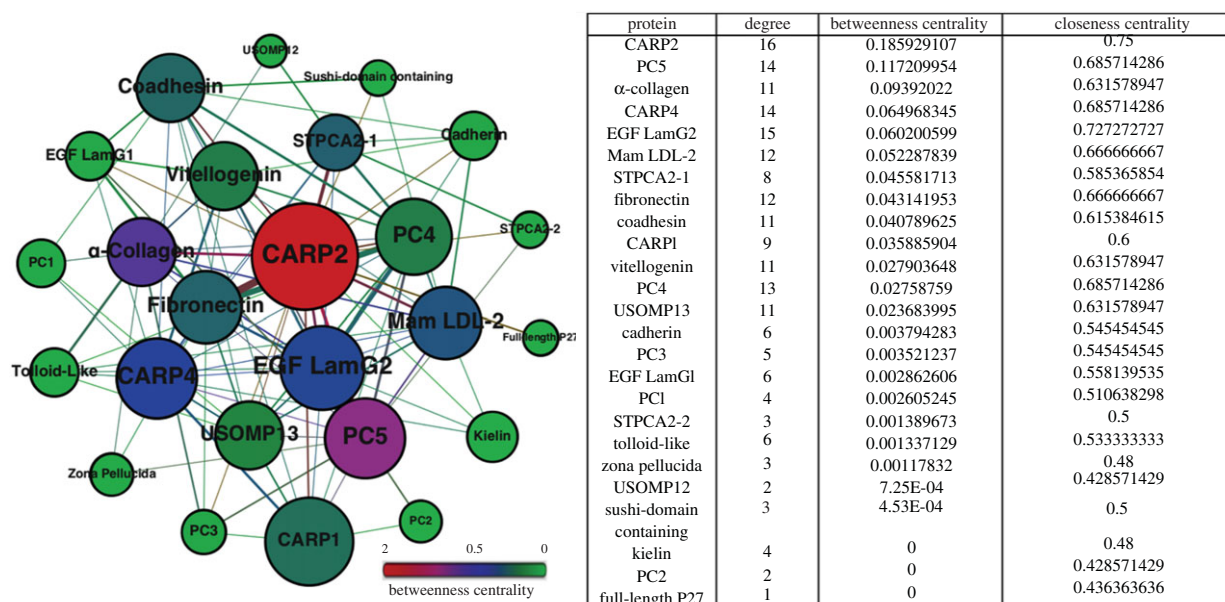 USOMP12
Sushi-domain containing
Coadhesin
STPCA2-1
Cadherin
EGF LamG1
Vitellogenin
STPCA2-2
PC4
α-Collagen
CARP2
PC1
Fibronectin
Mam LDL-2
Full-length P27
EGF LamG2
Tolloid-Like
CARP4
USOMP13
PC5
Kielin
Zona Pellucida
PC3
PC2
CARP1
2 0.5 0
betweenness centrality
protein degree betweenness centrality closeness centrality
CARP2 16 0.185929107 0.75
PC5 14 0.117209954 0.685714286
α-collagen 11 0.09392022 0.631578947
CARP4 14 0.064968345 0.685714286
EGF LamG2 15 0.060200599 0.727272727
Mam LDL-2 12 0.052287839 0.666666667
STPCA2-1 8 0.045581713 0.585365854
fibronectin 12 0.043141953 0.666666667
coadhesin 11 0.040789625 0.615384615
CARPl 9 0.035885904 0.6
vitellogenin 11 0.027903648 0.631578947
PC4 13 0.02758759 0.685714286
USOMP13 11 0.023683995 0.631578947
cadherin 6 0.003794283 0.545454545
PC3 5 0.003521237 0.545454545
EGF LamGl 6 0.002862606 0.558139535
PCl 4 0.002605245 0.510638298
STPCA2-2 3 0.001389673 0.5
tolloid-like 6 0.001337129 0.533333333
zona pellucida 3 0.00117832 0.48
USOMP12 2 7.25E-04 0.428571429
sushi-domain 3 4.53E-04 0.5
containing
kielin 4 0 0.48
PC2 2 0 0.428571429
full-length P27 1 0 0.436363636